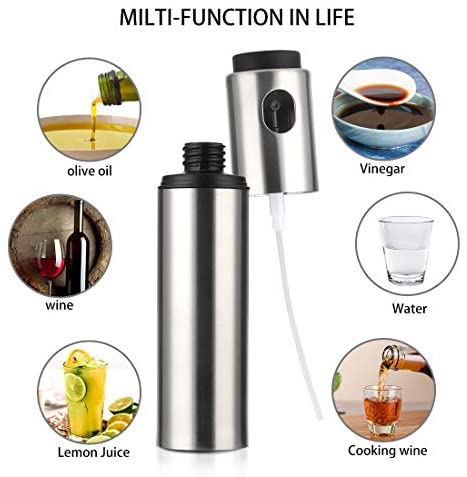 MILTI-FUNCTION IN LIFE
olive oil
Vinegar
wine
Water
Lemon Juice
Cooking wine